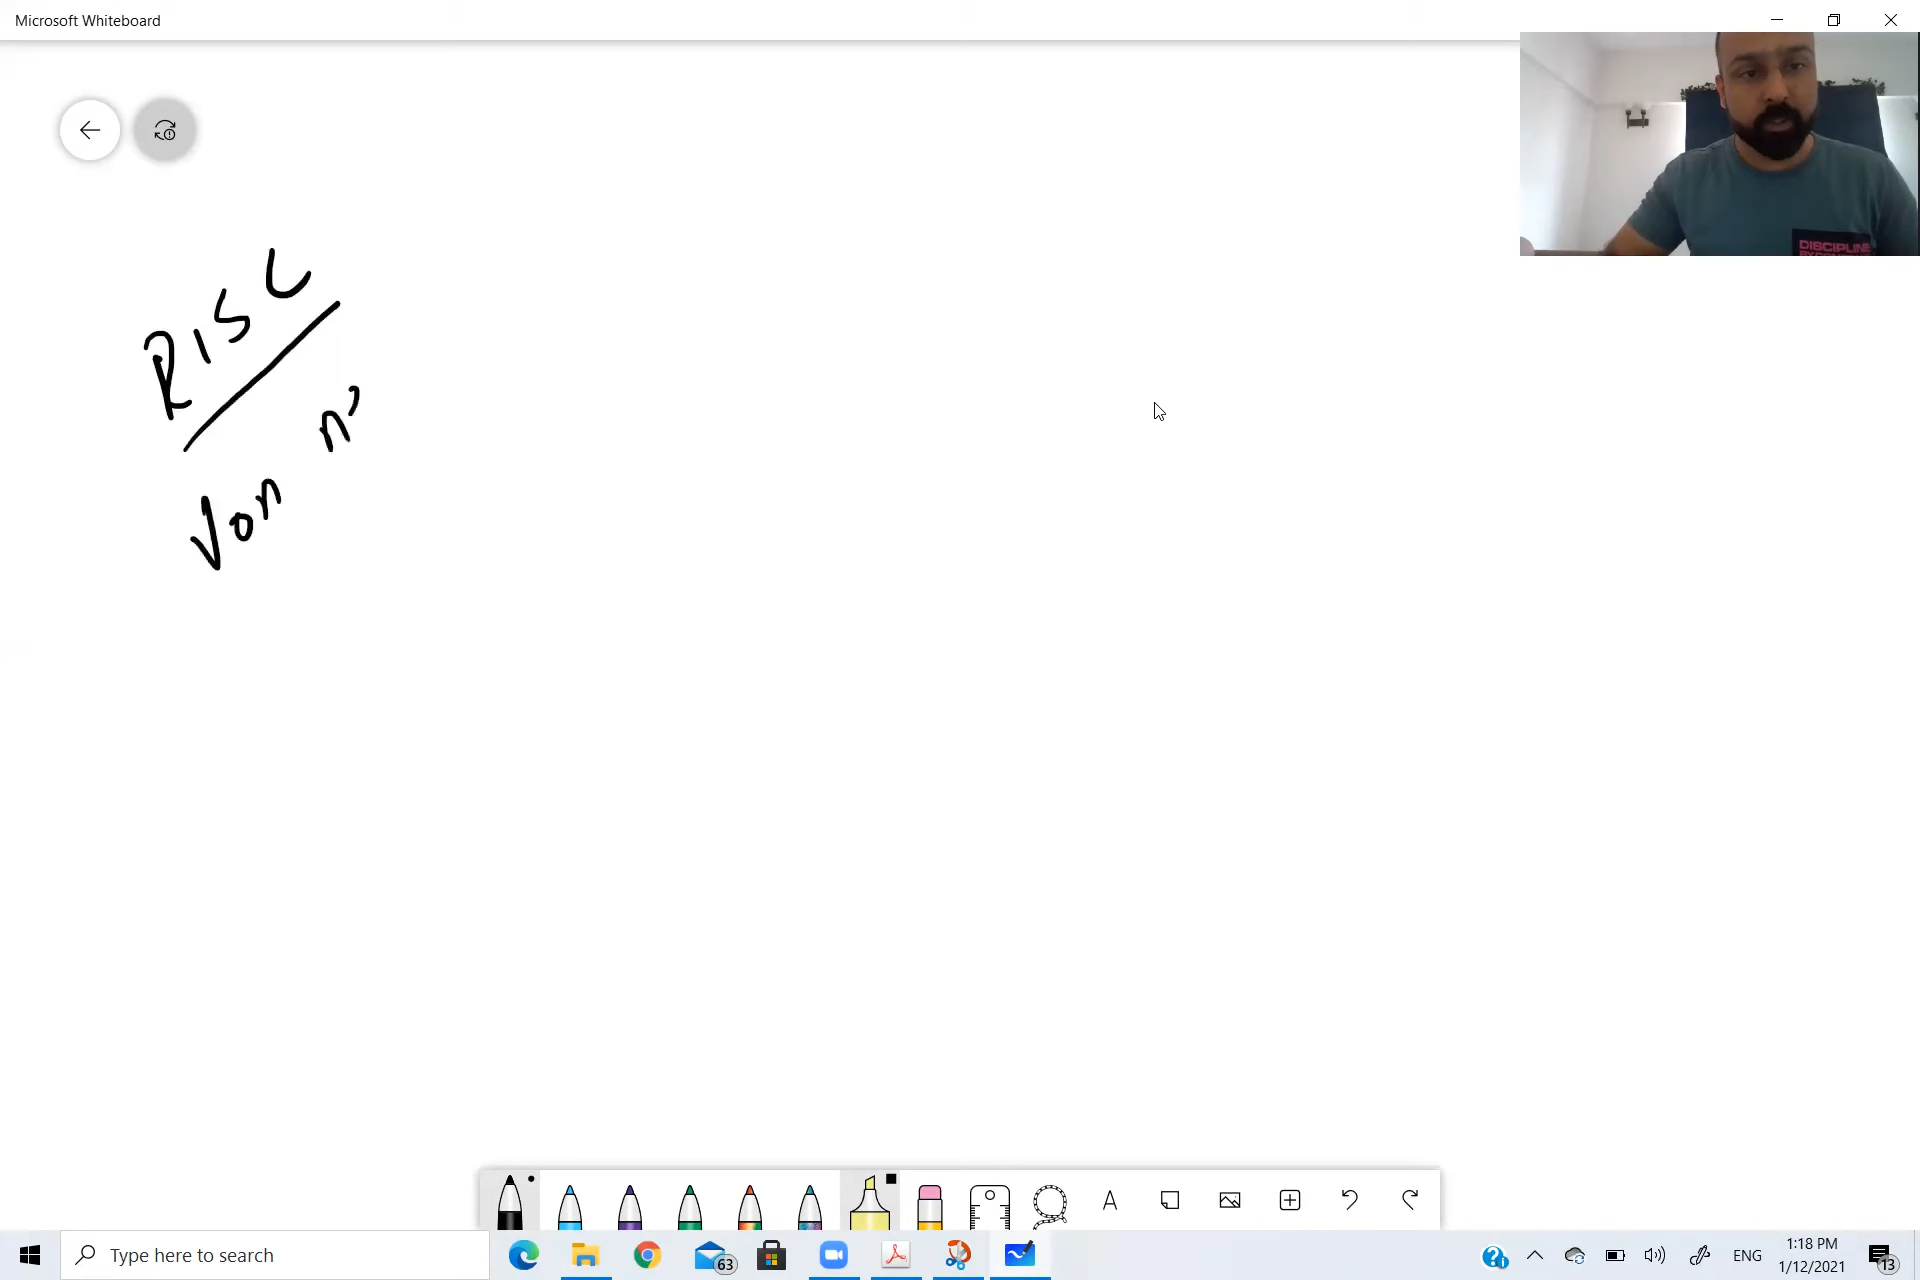 Microsoft Whiteboard
DISCIPLINE
RISC
Von n'
A
Type here to search
63
ENG
1:18 PM
1/12/2021
13